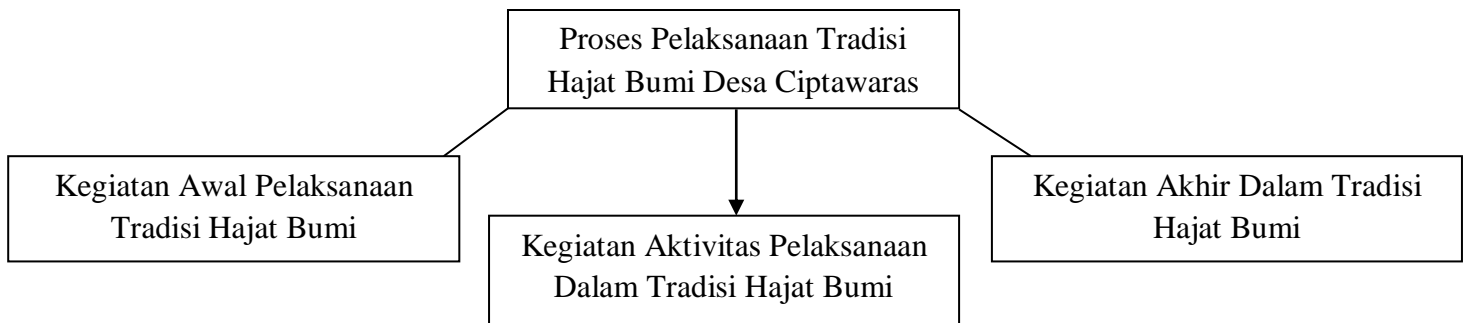 Proses Pelaksanaan Tradisi
Hajat Bumi Desa Ciptawaras
Kegiatan Awal Pelaksanaan
Tradisi Hajat Bumi
Kegiatan Aktivitas Pelaksanaan
Dalam Tradisi Hajat Bumi
Kegiatan Akhir Dalam Tradisi
Hajat Bumi